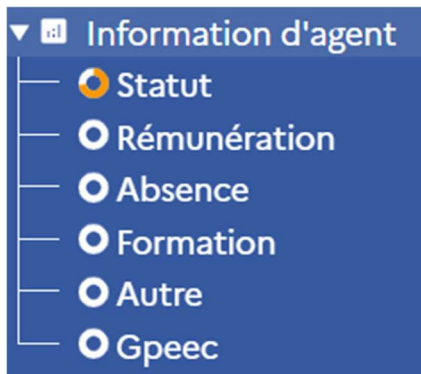 Information d'agent
Statut
Rémunération
Absence
Formation
Autre
Gpeec